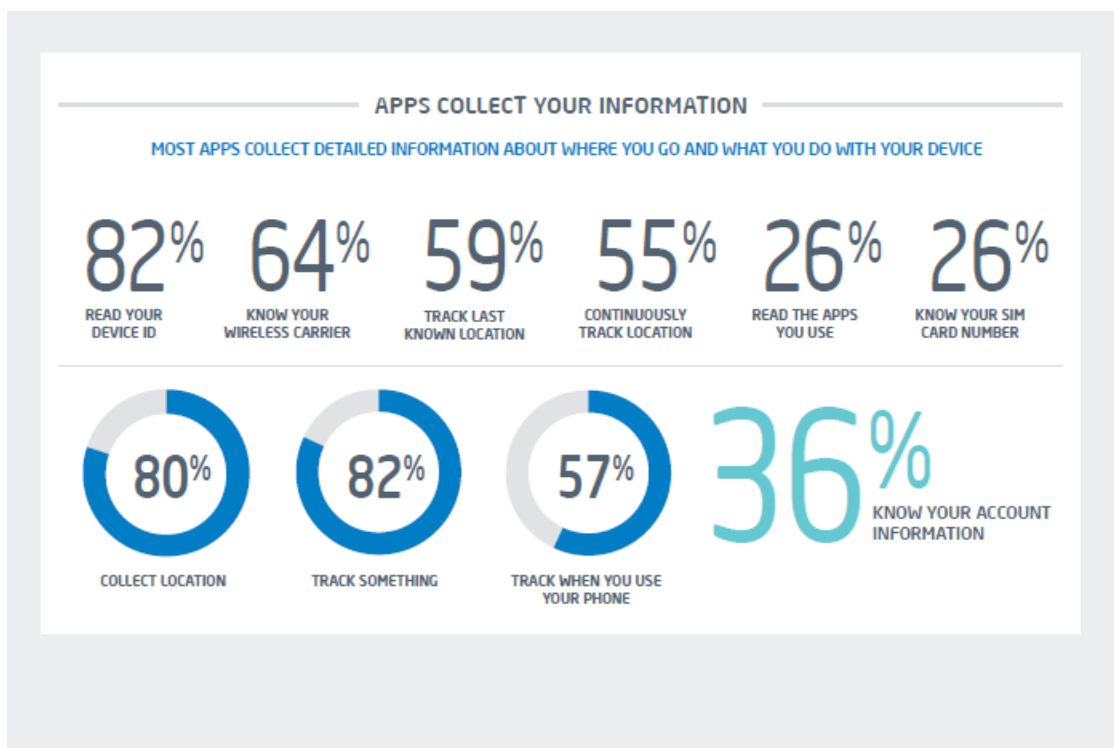 APPS COLLECT YOUR INFORMATION
MOST APPS COLLECT DETAILED INFORMATION ABOUT WHERE YOU GO AND WHAT YOU DO WITH YOUR DEVICE
82%
READ YOUR
DEVICE ID
64%
KNOW YOUR
WIRELESS CARRIER
59%
TRACK LAST
KNOWN LOCATION
55%
CONTINUOUSLY
TRACK LOCATION
26%
READ THE APPS
YOU USE
26%
KNOW YOUR SIM
CARD NUMBER
80%
COLLECT LOCATION
82%
TRACK SOMETHING
57%
TRACK WHEN YOU USE
YOUR PHONE
36%
KNOW YOUR ACCOUNT
INFORMATION